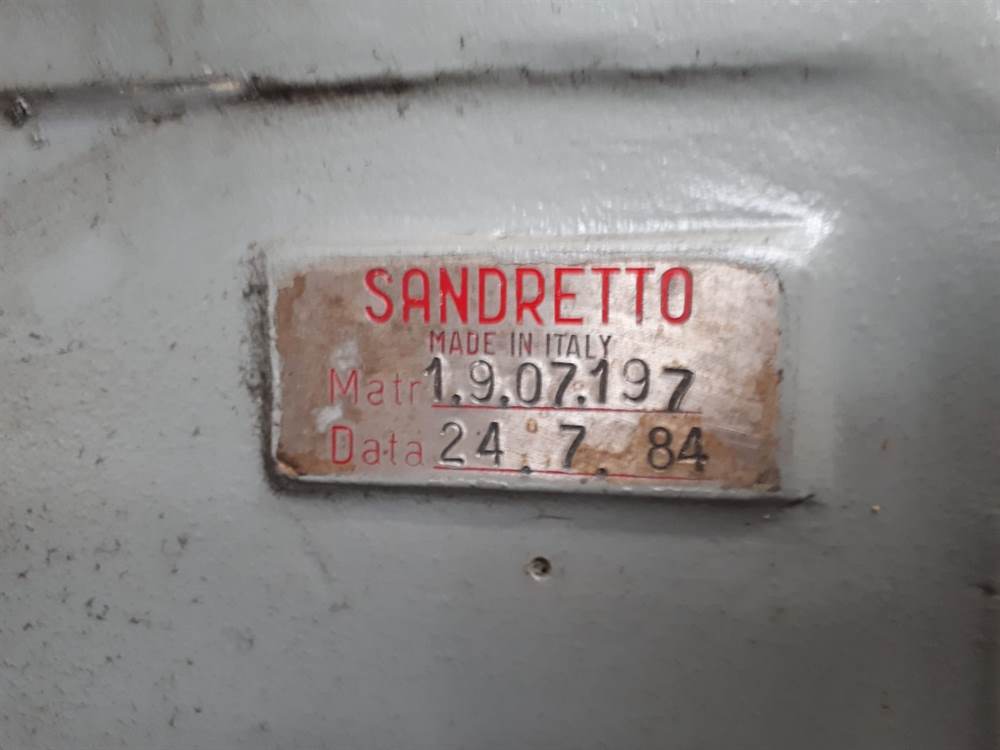 SANDRETTO
MADE IN ITALY
Matr 1.9.07.197
Data 24.7.84